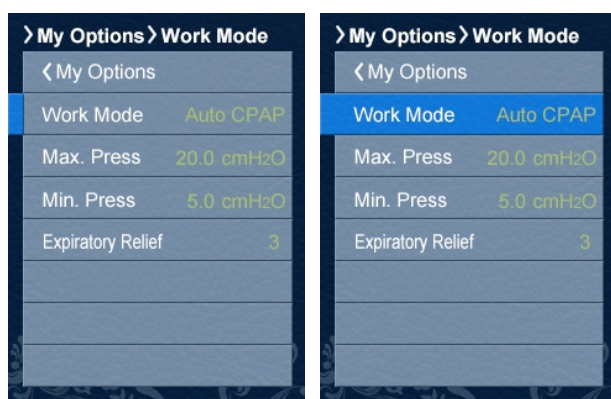 ❯My Options❯Work Mode
❮My Options
Work Mode Auto CPAP
Max. Press 20.0 cmH2O
Min. Press 5.0 cmH2O
Expiratory Relief 3
❯My Options❯Work Mode
❮My Options
Work Mode Auto CPAP
Max. Press 20.0 cmH2O
Min. Press 5.0 cmH2O
Expiratory Relief 3